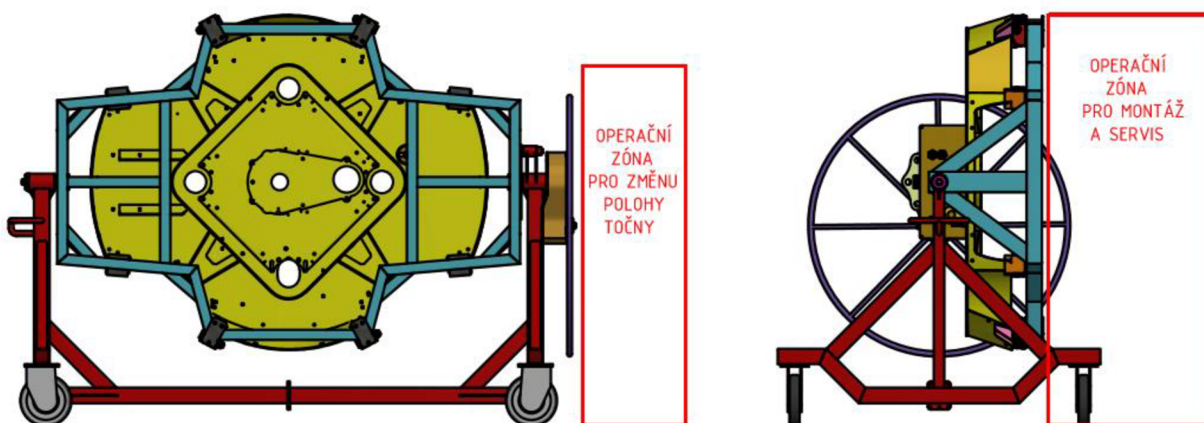 OPERAČNÍ
ZÓNA
PRO ZMĚNU
POLOHY
TOČNY
OPERAČNÍ
ZÓNA
PRO MONTÁŽ
A SERVIS